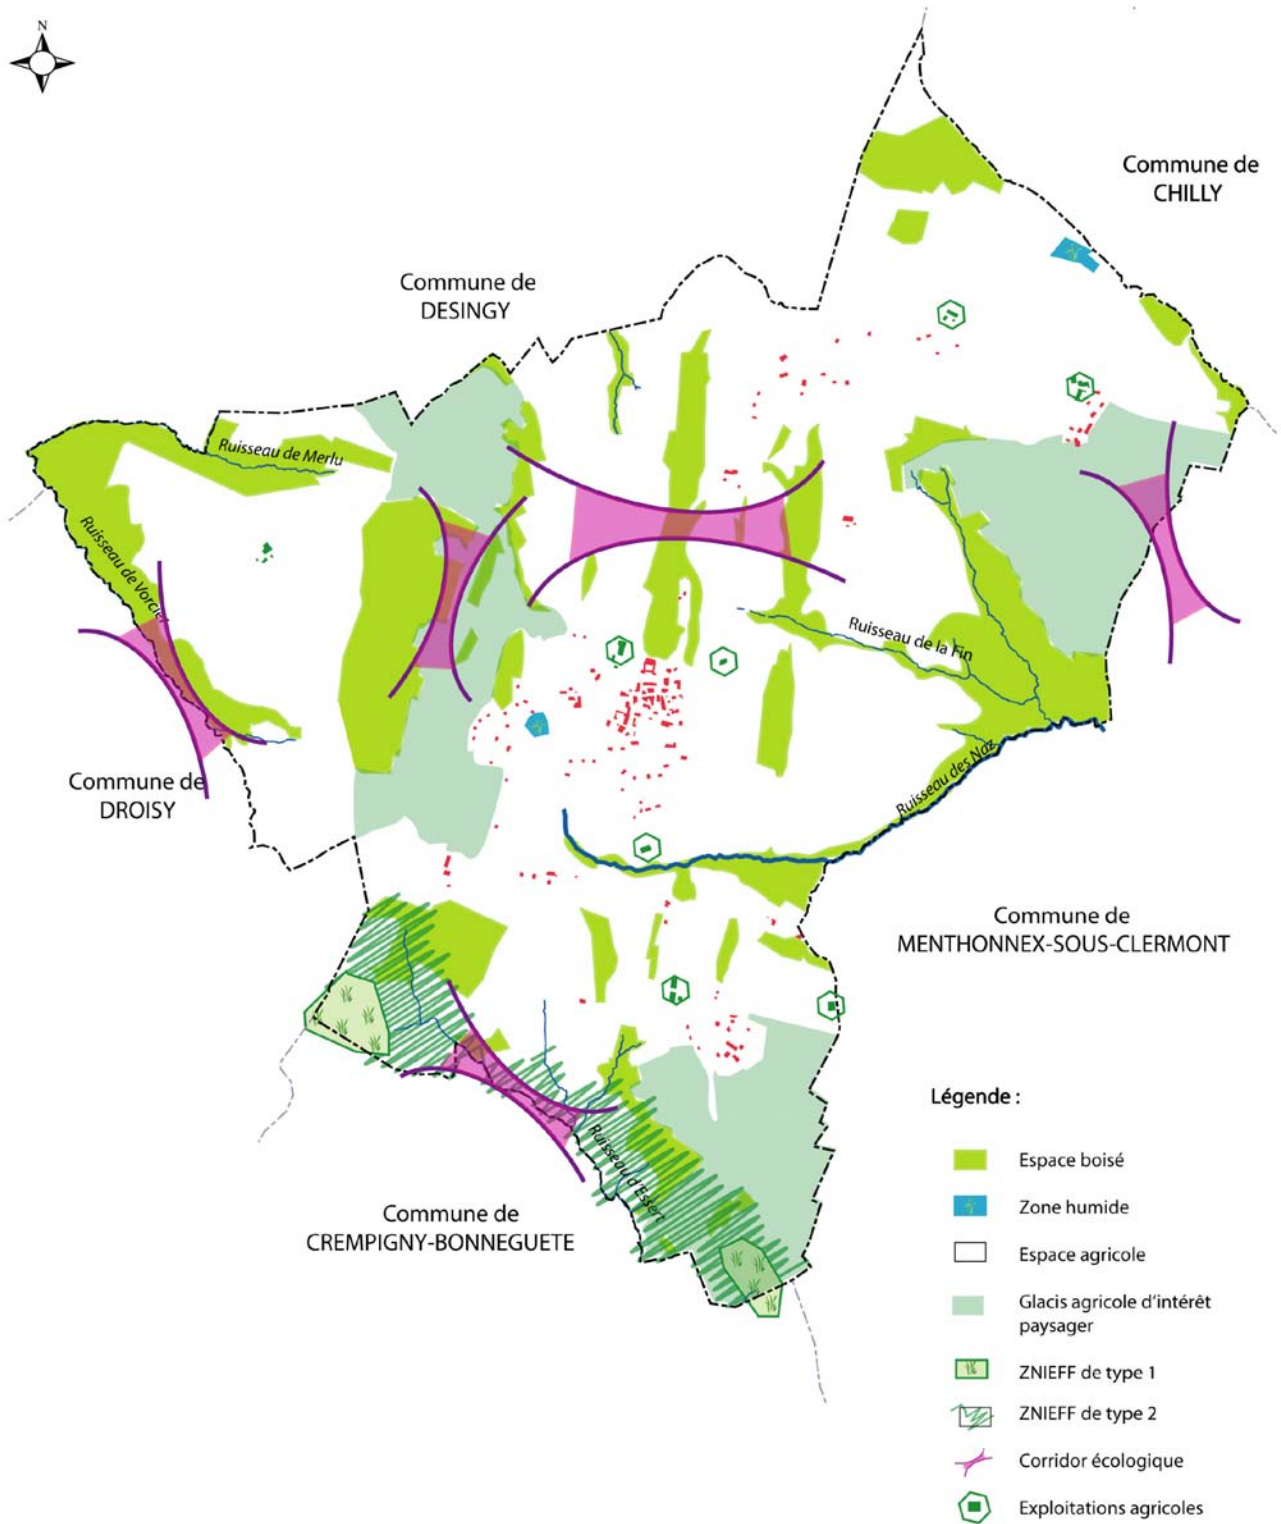 N
Commune de
CHILLY
Commune de
DESINGY
Ruisseau de Merlu
Ruisseau de Vorcier
Ruisseau de la Fin
Ruisseau des Naz
Commune de
DROISY
Commune de
MENTHONNEX-SOUS-CLERMONT
Ruisseau d'Essert
Commune de
CREMPIGNY-BONNEGUETE
Légende :
Espace boisé
Zone humide
Espace agricole
Glacis agricole d'intérêt
paysager
ZNIEFF de type 1
ZNIEFF de type 2
Corridor écologique
Exploitations agricoles